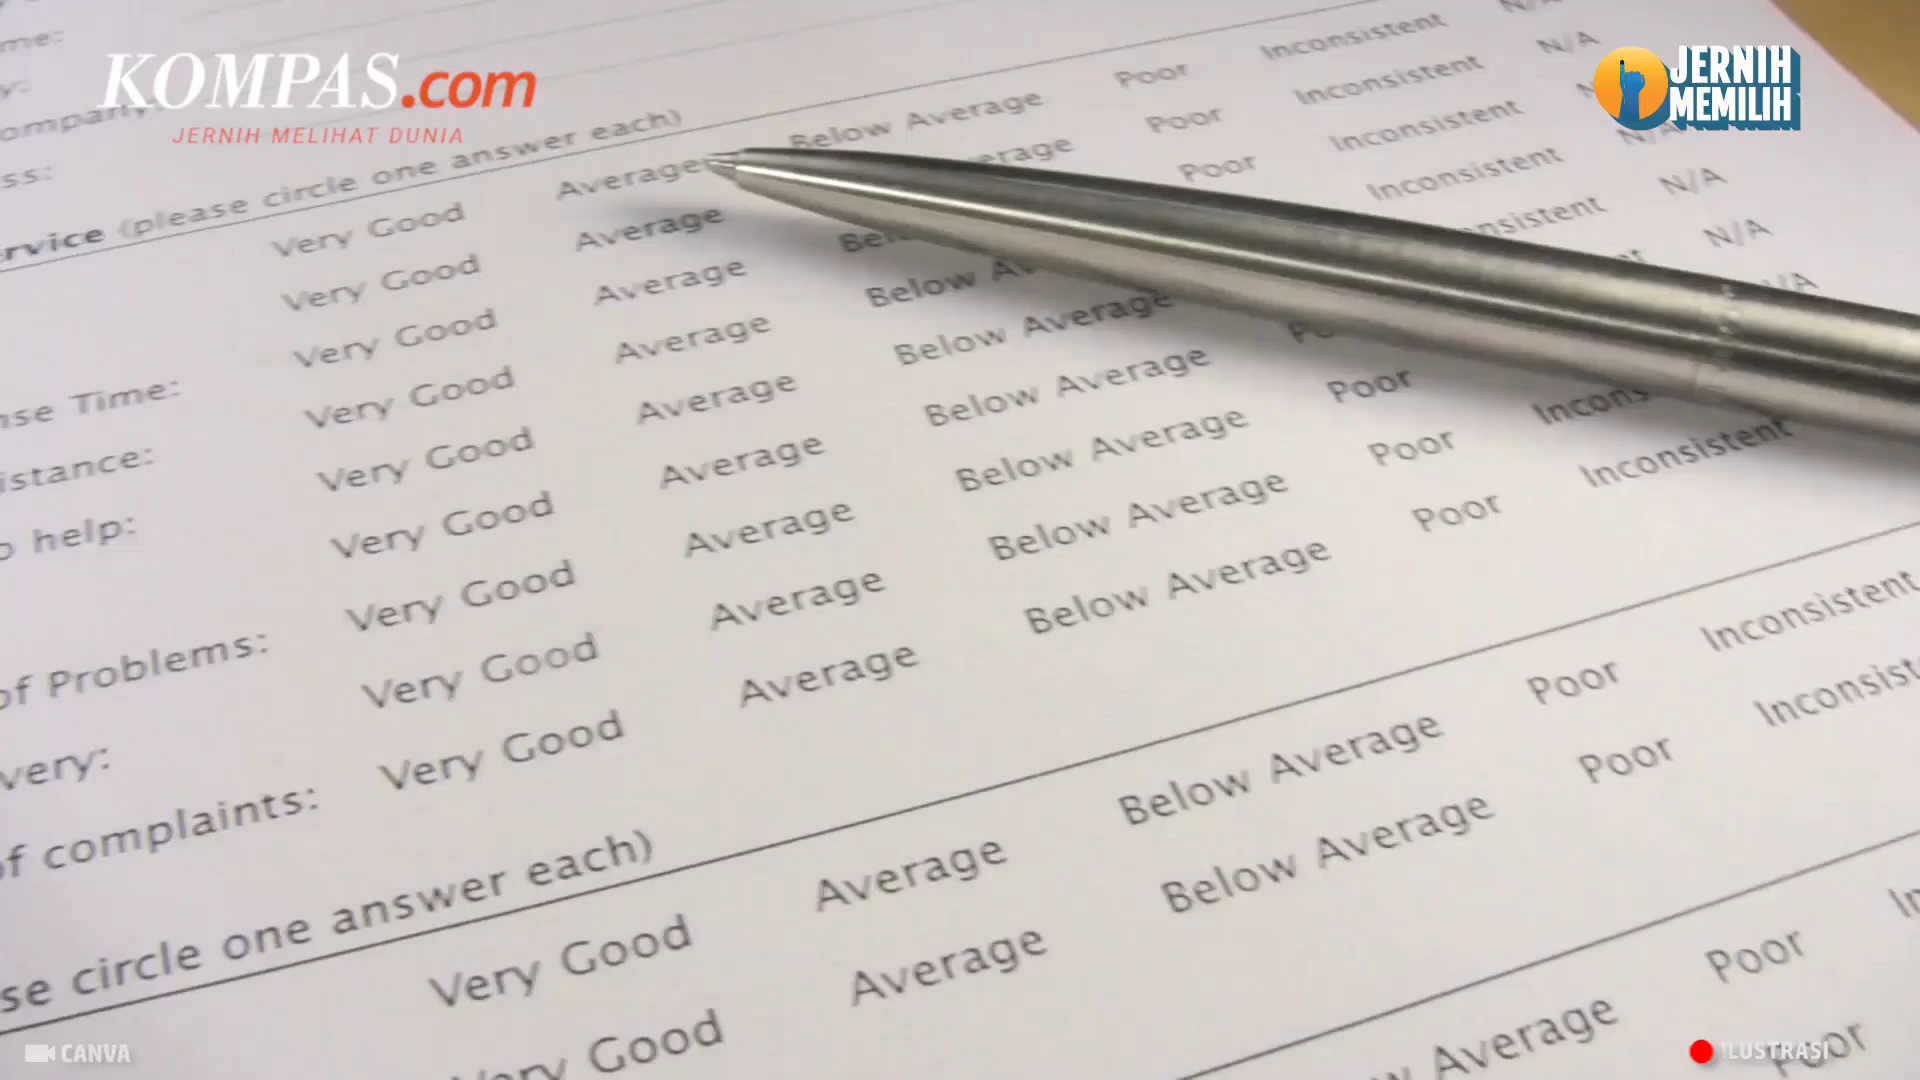 KOMPAS.com
JERNIH MELIHAT DUNIA
JERNIH
MEMILIH
rvice (please circle one answer each)
Very Good Average Below Average Poor Inconsistent N/A
Very Good Average Poor Inconsistent N/A
Very Good Average Poor Inconsistent
nse Time: Very Good Average Below Inconsistent N/A
istance: Very Good Average Below Average N/A
o help: Very Good Average Below Average
Very Good Average Below Average Poor
of Problems: Very Good Average Below Average Poor Inconsistent
very: Very Good Average Below Average Poor
of complaints:
se circle one answer each)
Very Good Average Below Average Poor Inconsistent
Very Good Average Below Average Poor
Average Poor
CANVA
ILUSTRASI